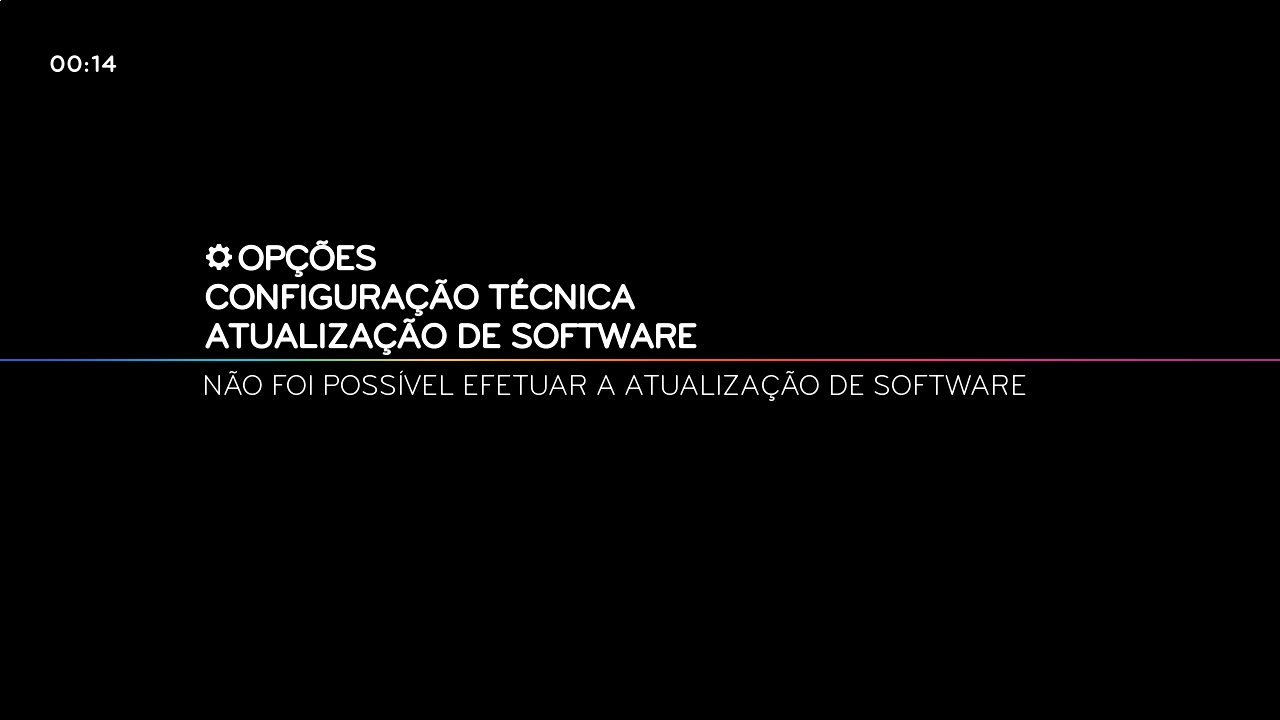 00:14
OPÇÕES
CONFIGURAÇÃO TÉCNICA
ATUALIZAÇÃO DE SOFTWARE
NÃO FOI POSSÍVEL EFETUAR A ATUALIZAÇÃO DE SOFTWARE